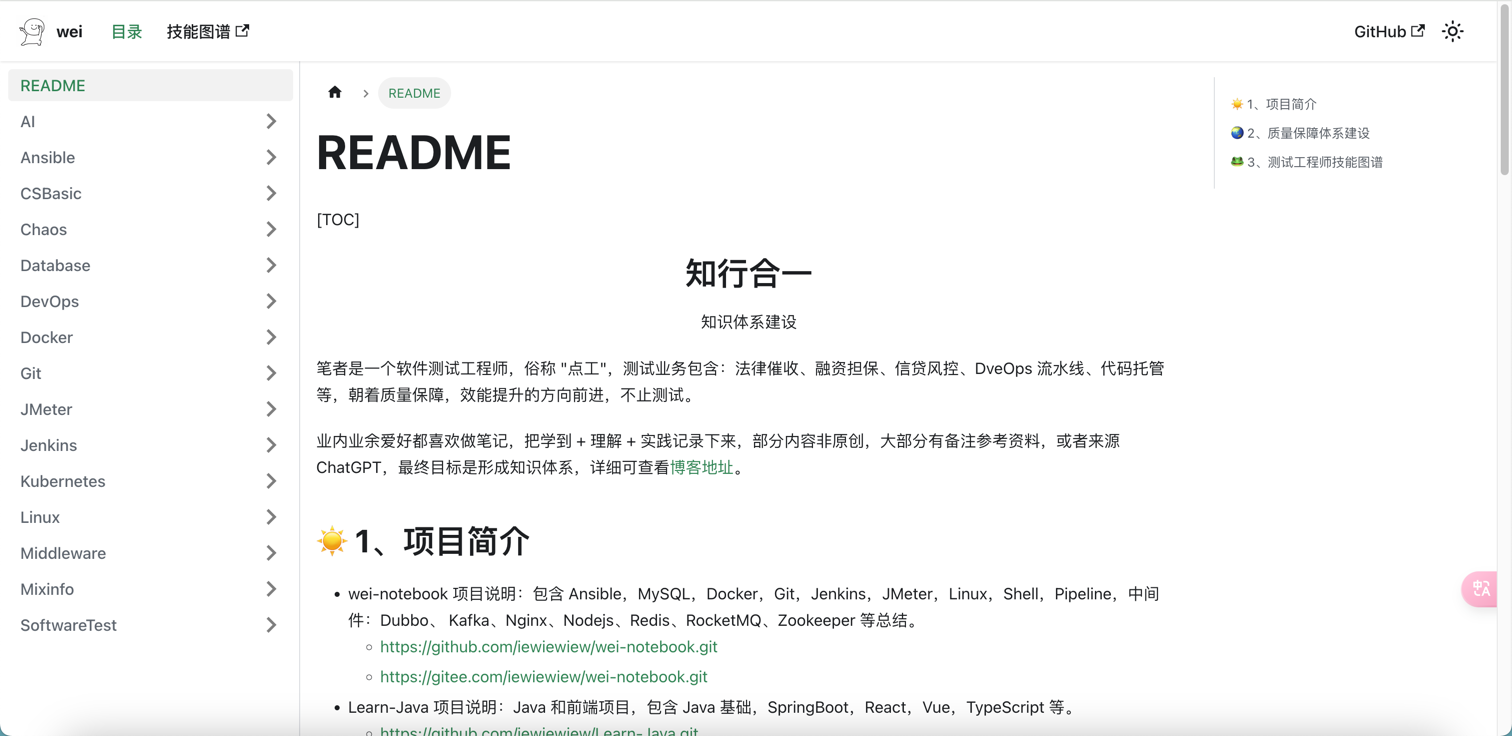 wei
目录
技能图谱
GitHub
README
AI
Ansible
CSBasic
Chaos
Database
DevOps
Docker
Git
JMeter
Jenkins
Kubernetes
Linux
Middleware
Mixinfo
SoftwareTest
README
README
[TOC]
知行合一
知识体系建设
笔者是一个软件测试工程师，俗称 "点工"，测试业务包含：法律催收、融资担保、信贷风控、DveOps 流水线、代码托管
等，朝着质量保障，效能提升的方向前进，不止测试。
业内业余爱好都喜欢做笔记，把学到 + 理解 + 实践记录下来，部分内容非原创，大部分有备注参考资料，或者来源
ChatGPT，最终目标是形成知识体系，详细可查看博客地址。
☀️ 1、项目简介
• wei-notebook 项目说明：包含 Ansible，MySQL，Docker，Git，Jenkins，JMeter，Linux，Shell，Pipeline，中间
件：Dubbo、 Kafka、Nginx、Nodejs、Redis、RocketMQ、Zookeeper 等总结。
◦ https://github.com/iewiewiew/wei-notebook.git
◦ https://gitee.com/iewiewiew/wei-notebook.git
• Learn-Java 项目说明：Java 和前端项目，包含 Java 基础，SpringBoot，React，Vue，TypeScript 等。
◦ https://github.com/iewiewiew/Learn-Java.git
☀️ 1、项目简介
🌏 2、质量保障体系建设
🐸 3、测试工程师技能图谱
中A